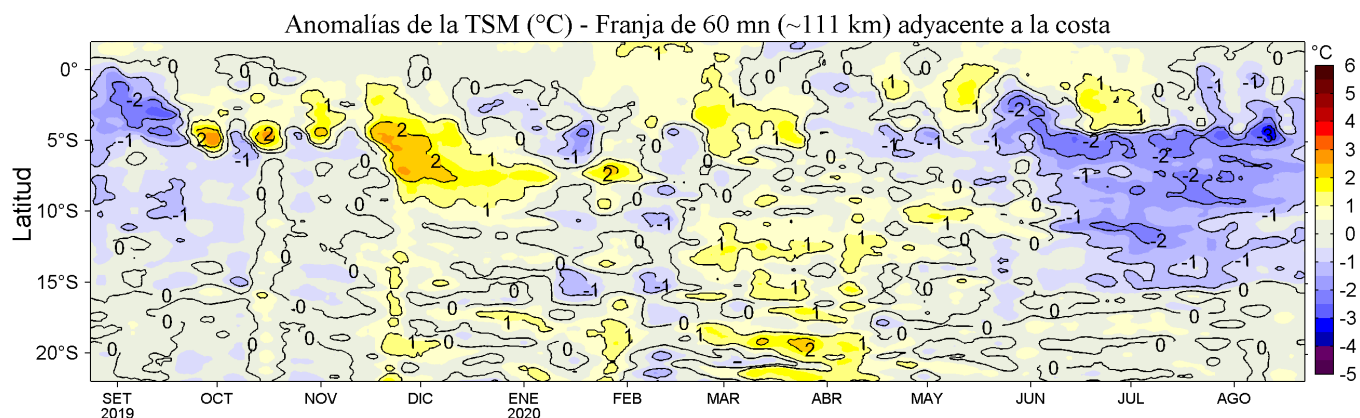 Anomalías de la TSM (°C) - Franja de 60 mn (~111 km) adyacente a la costa
°C
Latitud
0°
5°S
10°S
15°S
20°S
SET OCT NOV DIC ENE FEB MAR ABR MAY JUN JUL AGO
2019 2020
6
5
4
3
2
1
0
-1
-2
-3
-4
-5